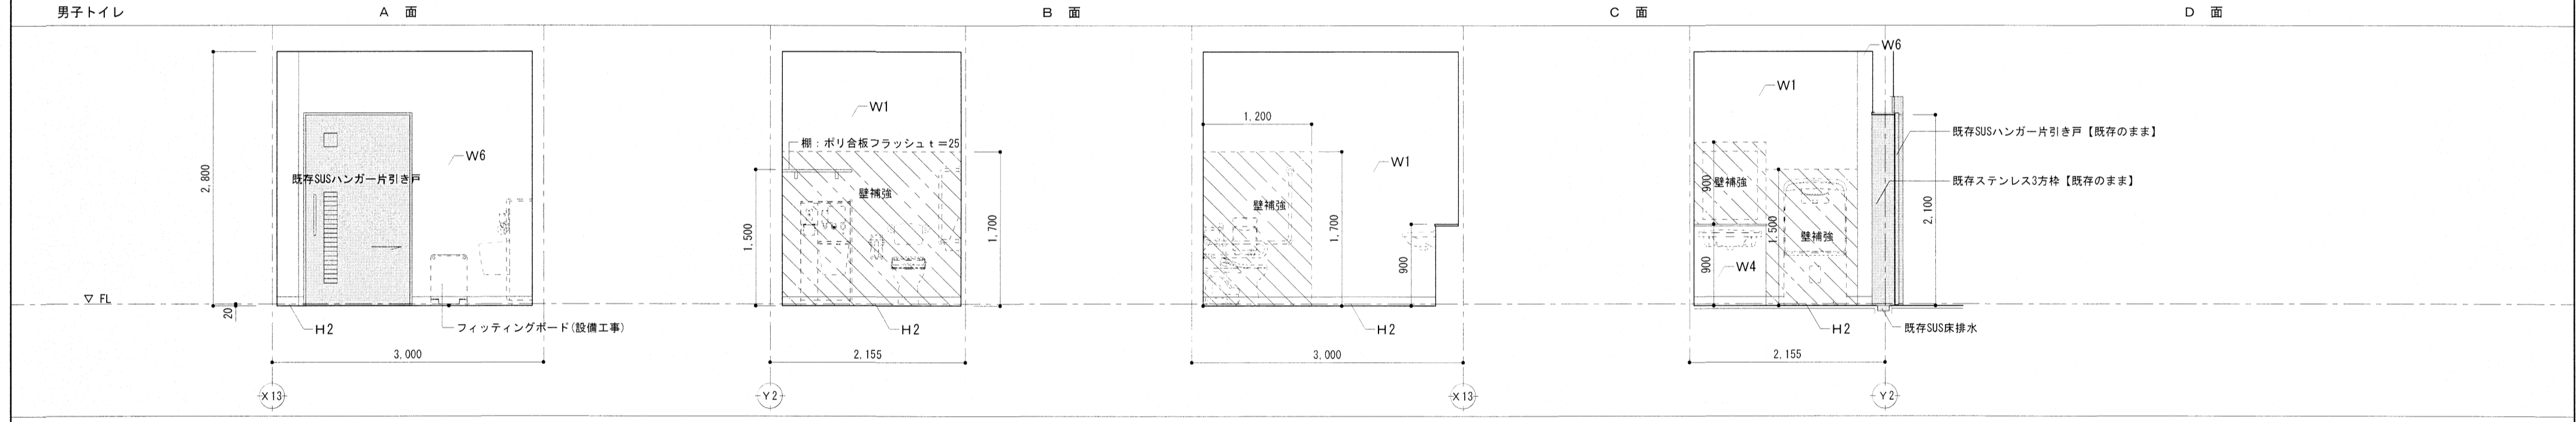 男子トイレ
A 面
B 面
C 面
D 面
2,800
20
▽ FL
既存SUSハンガー片引き戸
W6
H2
フィッティングボード(設備工事)
3,000
X13
W1
棚：ポリ合板フラッシュｔ＝25
壁補強
1,500
1,700
H2
2,155
Y2
1,200
壁補強
W1
1,700
900
H2
3,000
X13
W6
W1
900
壁補強
1,500
壁補強
900
W4
既存SUSハンガー片引き戸【既存のまま】
既存ステンレス3方枠【既存のまま】
2,100
H2
既存SUS床排水
2,155
Y2